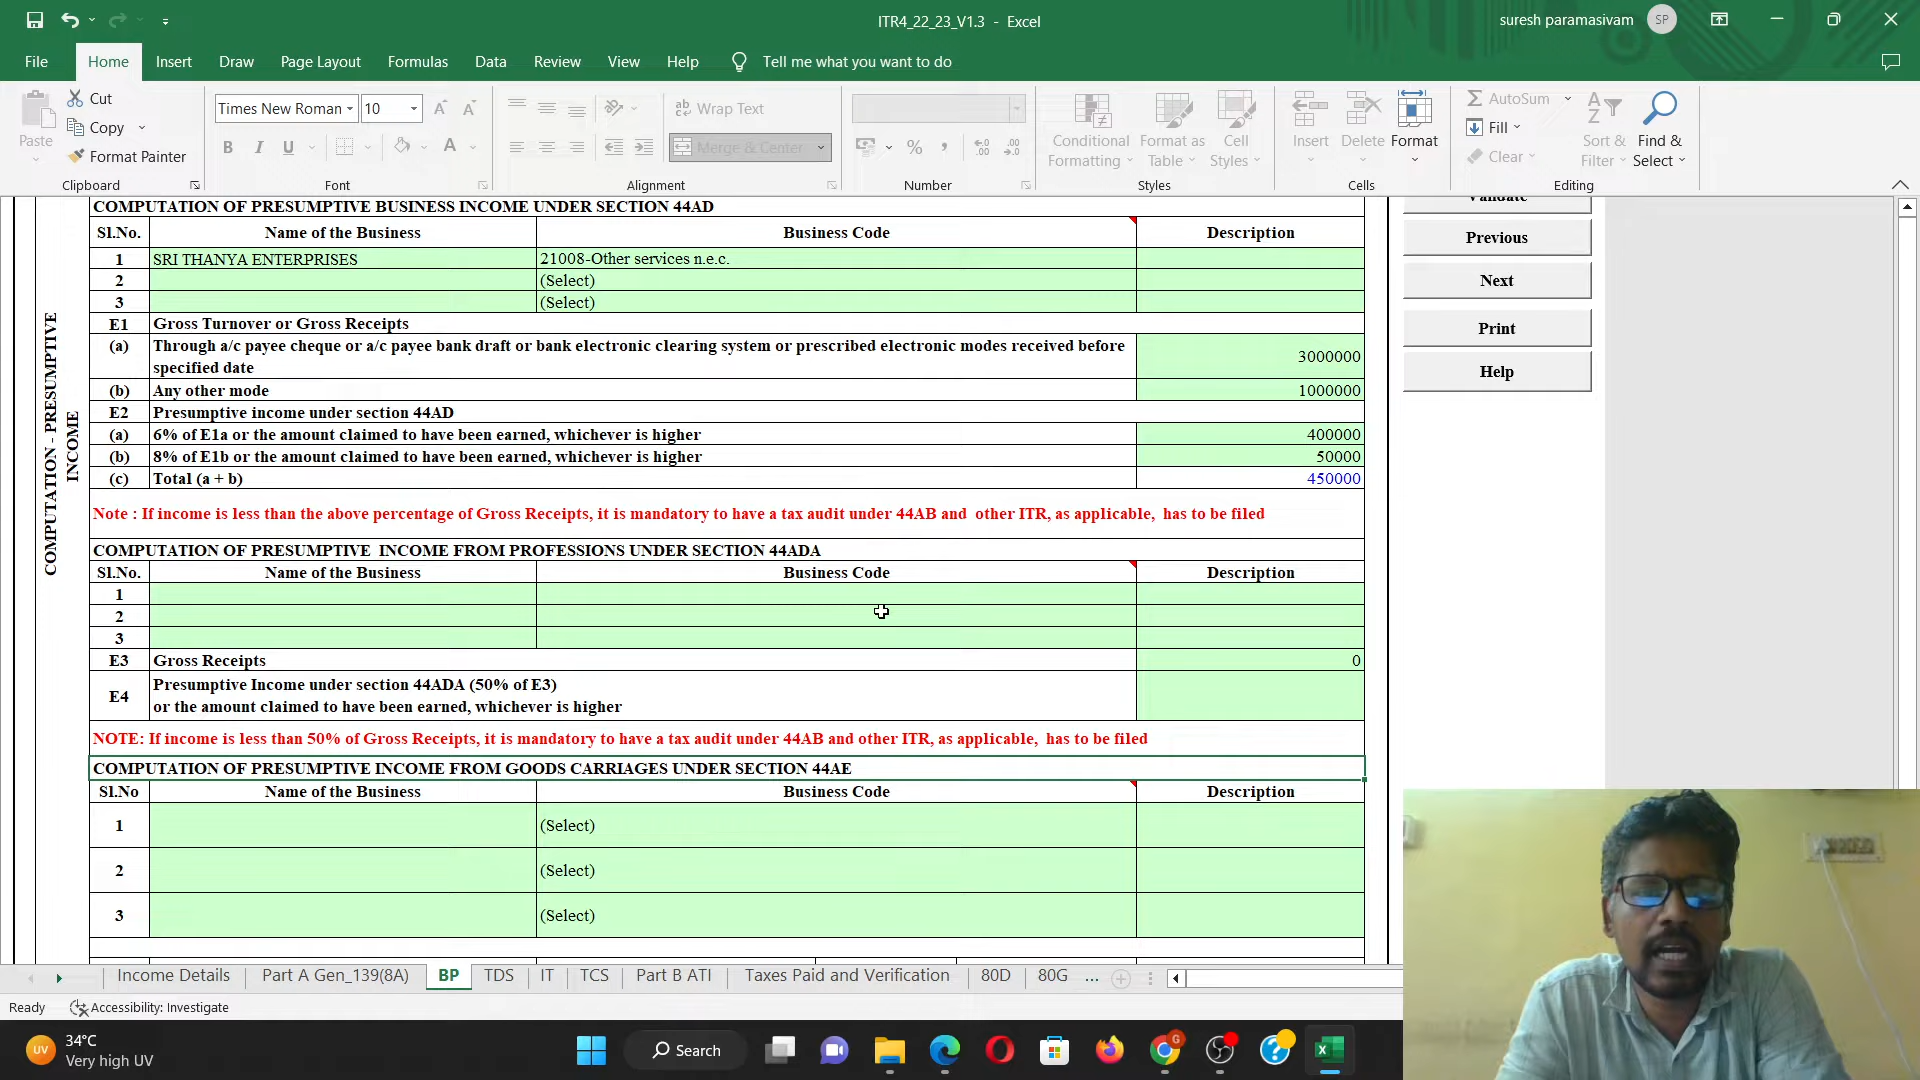 ITR4_22_23_V1.3 - Excel
suresh paramasivam SP
File Home Insert Draw Page Layout Formulas Data Review View Help Tell me what you want to do
Paste
Cut
Copy
Format Painter
Times New Roman 10
B I U
Wrap Text
Merge & Center
Conditional Formatting
Format as Table
Cell Styles
Insert Delete Format
AutoSum
Fill
Clear
Sort & Filter
Find & Select
Clipboard Font Alignment Number Styles Cells Editing
COMPUTATION - PRESUMPTIVE
INCOME
COMPUTATION OF PRESUMPTIVE BUSINESS INCOME UNDER SECTION 44AD
Sl.No. Name of the Business Business Code Description
1 SRI THANYA ENTERPRISES 21008-Other services n.e.c.
2 (Select)
3 (Select)
E1 Gross Turnover or Gross Receipts
(a) Through a/c payee cheque or a/c payee bank draft or bank electronic clearing system or prescribed electronic modes received before
specified date 3000000
(b) Any other mode 1000000
E2 Presumptive income under section 44AD
(a) 6% of E1a or the amount claimed to have been earned, whichever is higher 400000
(b) 8% of E1b or the amount claimed to have been earned, whichever is higher 50000
(c) Total (a + b) 450000
Note : If income is less than the above percentage of Gross Receipts, it is mandatory to have a tax audit under 44AB and other ITR, as applicable, has to be filed
COMPUTATION OF PRESUMPTIVE INCOME FROM PROFESSIONS UNDER SECTION 44ADA
Sl.No. Name of the Business Business Code Description
1
2
3
E3 Gross Receipts 0
E4 Presumptive Income under section 44ADA (50% of E3)
or the amount claimed to have been earned, whichever is higher
NOTE: If income is less than 50% of Gross Receipts, it is mandatory to have a tax audit under 44AB and other ITR, as applicable, has to be filed
COMPUTATION OF PRESUMPTIVE INCOME FROM GOODS CARRIAGES UNDER SECTION 44AE
Sl.No Name of the Business Business Code Description
1 (Select)
2 (Select)
3 (Select)
Validate
Previous
Next
Print
Help
Income Details Part A Gen_139(8A) BP TDS IT TCS Part B ATI Taxes Paid and Verification 80D 80G ...
Ready Accessibility: Investigate
UV 34°C
Very high UV
Search